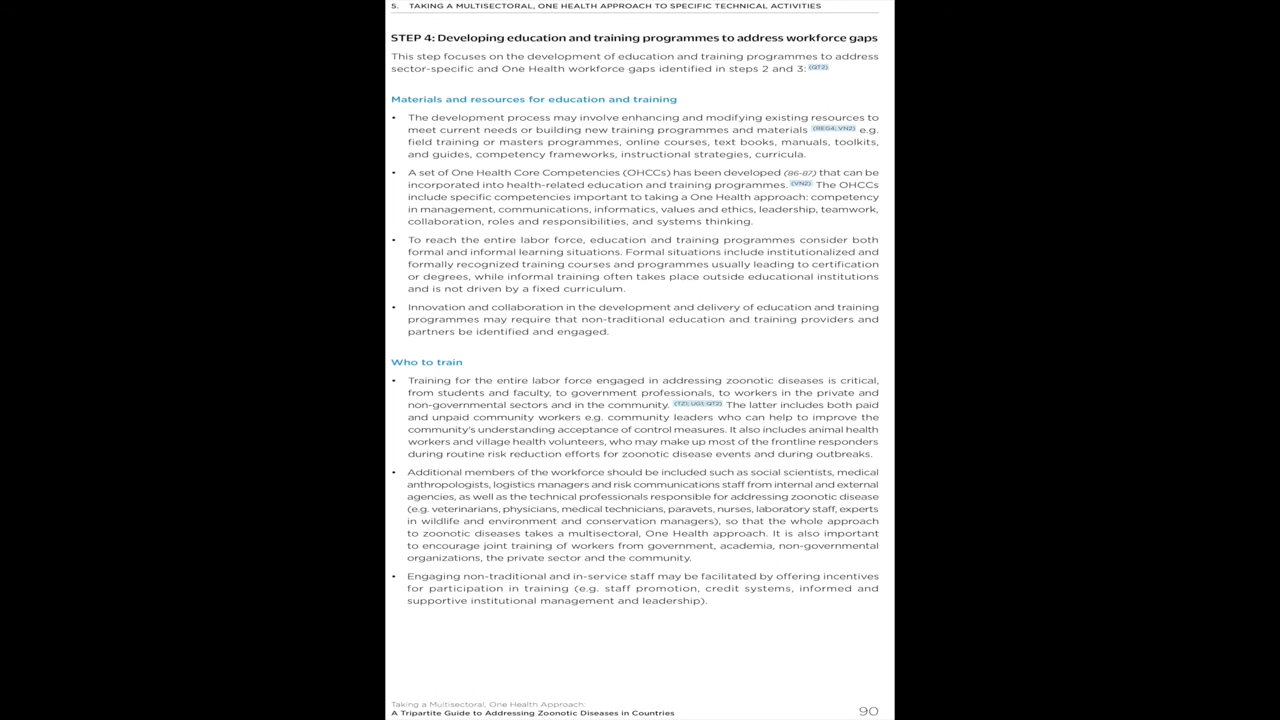 5. TAKING A MULTISECTORAL, ONE HEALTH APPROACH TO SPECIFIC TECHNICAL ACTIVITIES
STEP 4: Developing education and training programmes to address workforce gaps
This step focuses on the development of education and training programmes to address
sector-specific and One Health workforce gaps identified in steps 2 and 3: (GT2)
Materials and resources for education and training
• The development process may involve enhancing and modifying existing resources to
meet current needs or building new training programmes and materials (REG4; VN2) e.g.
field training or masters programmes, online courses, text books, manuals, toolkits,
and guides, competency frameworks, instructional strategies, curricula.
• A set of One Health Core Competencies (OHCCs) has been developed (86-87) that can be
incorporated into health-related education and training programmes. (VN2) The OHCCs
include specific competencies important to taking a One Health approach: competency
in management, communications, informatics, values and ethics, leadership, teamwork,
collaboration, roles and responsibilities, and systems thinking.
• To reach the entire labor force, education and training programmes consider both
formal and informal learning situations. Formal situations include institutionalized and
formally recognized training courses and programmes usually leading to certification
or degrees, while informal training often takes place outside educational institutions
and is not driven by a fixed curriculum.
• Innovation and collaboration in the development and delivery of education and training
programmes may require that non-traditional education and training providers and
partners be identified and engaged.
Who to train
• Training for the entire labor force engaged in addressing zoonotic diseases is critical,
from students and faculty, to government professionals, to workers in the private and
non-governmental sectors and in the community. (TZ1; UG1; GT2) The latter includes both paid
and unpaid community workers e.g. community leaders who can help to improve the
community's understanding acceptance of control measures. It also includes animal health
workers and village health volunteers, who may make up most of the frontline responders
during routine risk reduction efforts for zoonotic disease events and during outbreaks.
• Additional members of the workforce should be included such as social scientists, medical
anthropologists, logistics managers and risk communications staff from internal and external
agencies, as well as the technical professionals responsible for addressing zoonotic disease
(e.g. veterinarians, physicians, medical technicians, paravets, nurses, laboratory staff, experts
in wildlife and environment and conservation managers), so that the whole approach
to zoonotic diseases takes a multisectoral, One Health approach. It is also important
to encourage joint training of workers from government, academia, non-governmental
organizations, the private sector and the community.
• Engaging non-traditional and in-service staff may be facilitated by offering incentives
for participation in training (e.g. staff promotion, credit systems, informed and
supportive institutional management and leadership).
Taking a Multisectoral, One Health Approach:
A Tripartite Guide to Addressing Zoonotic Diseases in Countries
90